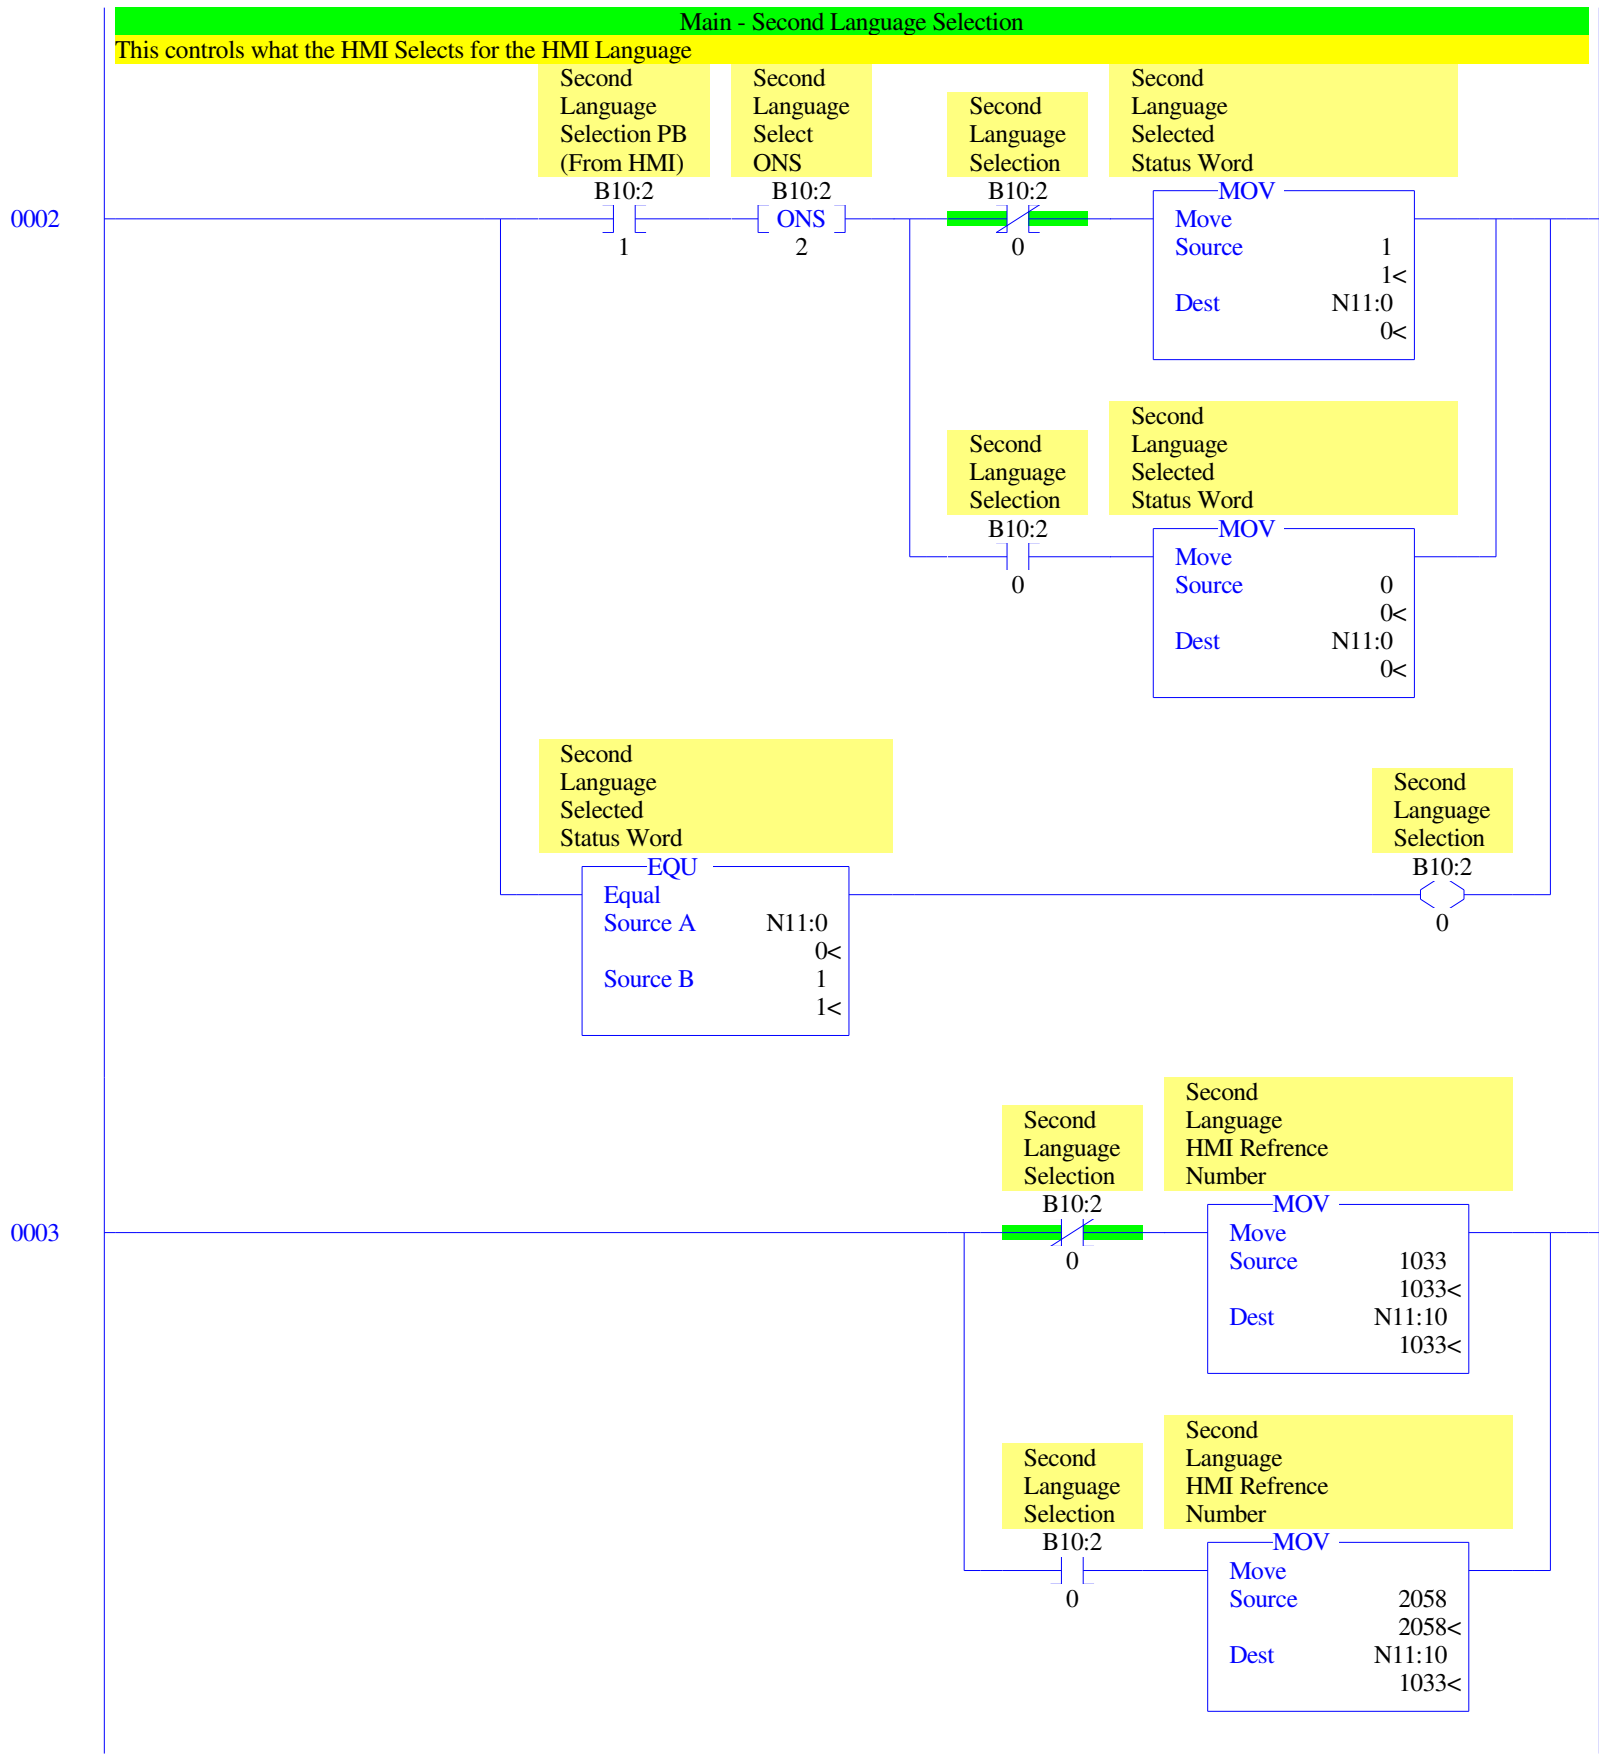 Main - Second Language Selection
This controls what the HMI Selects for the HMI Language
Second
Language
Selection PB
(From HMI)
B10:2
1
Second
Language
Select
ONS
B10:2
ONS
2
Second
Language
Selection
B10:2
0
Second
Language
Selected
Status Word
MOV
Move
Source 1
1<
Dest N11:0
0<
0002
Second
Language
Selection
B10:2
0
Second
Language
Selected
Status Word
MOV
Move
Source 0
0<
Dest N11:0
0<
Second
Language
Selected
Status Word
EQU
Equal
Source A N11:0
0<
Source B 1
1<
Second
Language
Selection
B10:2
0
0003
Second
Language
Selection
B10:2
0
Second
Language
HMI Refrence
Number
MOV
Move
Source 1033
1033<
Dest N11:10
1033<
Second
Language
Selection
B10:2
0
Second
Language
HMI Refrence
Number
MOV
Move
Source 2058
2058<
Dest N11:10
1033<